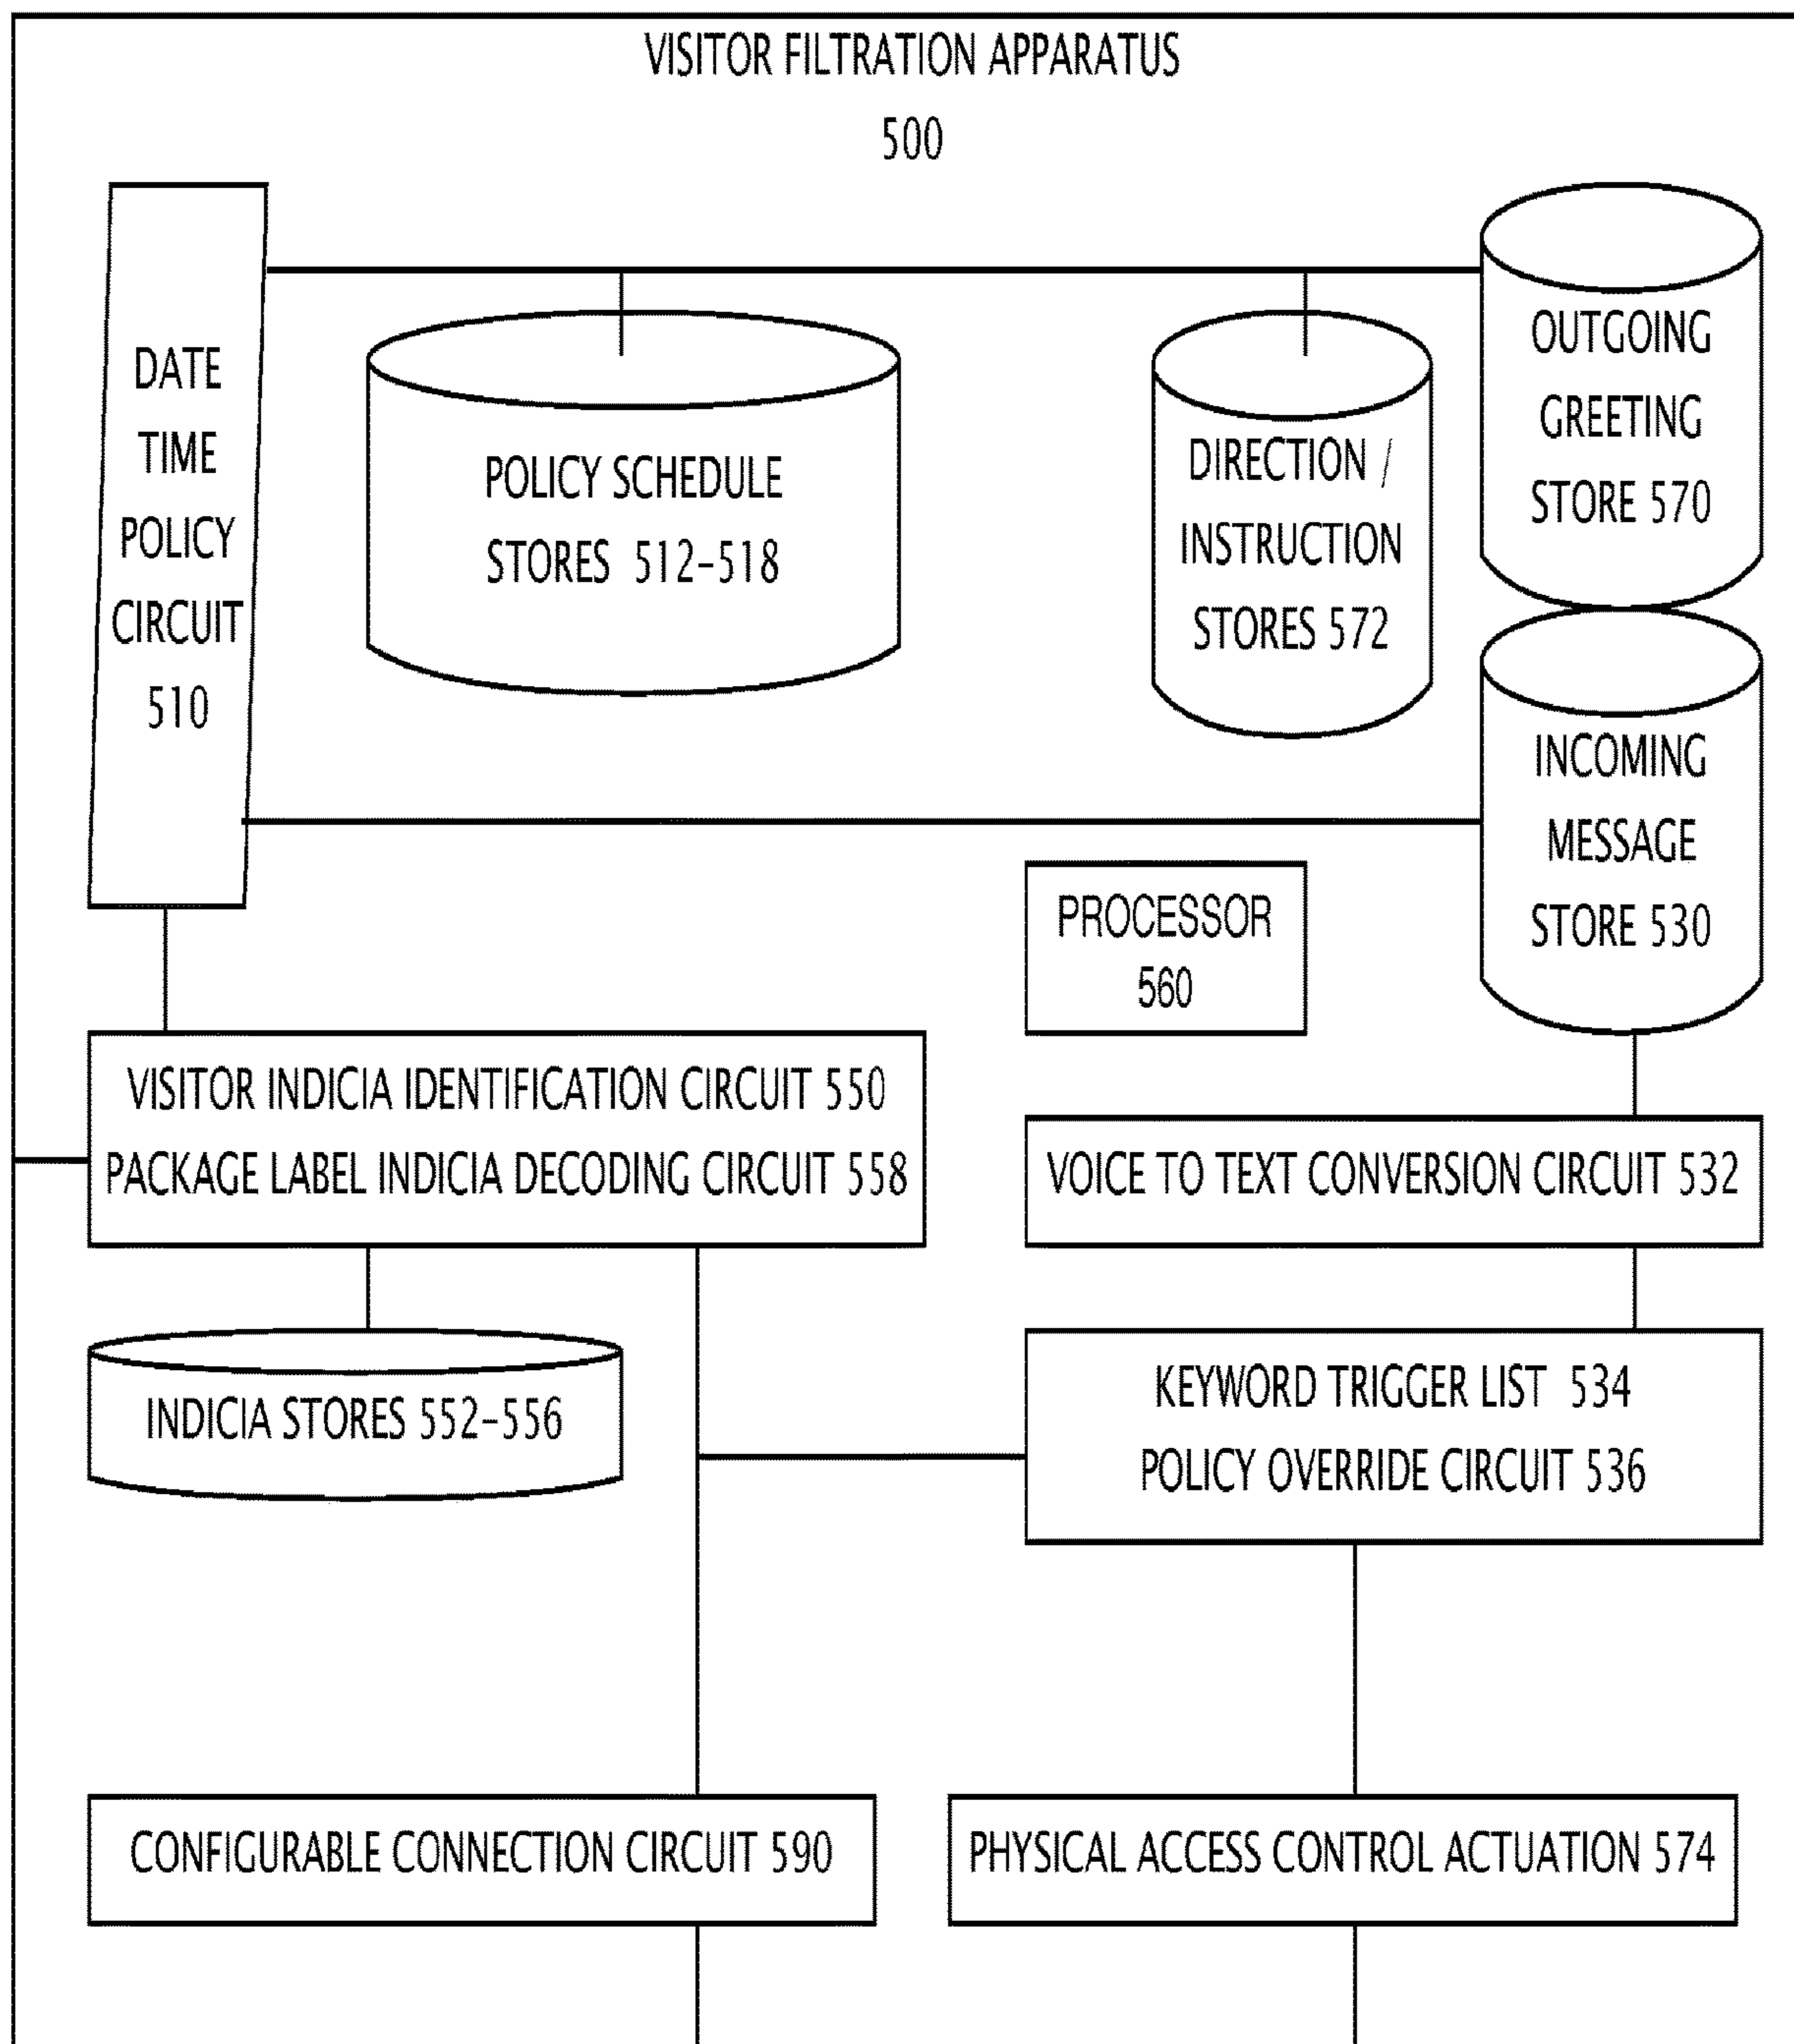 VISITOR FILTRATION APPARATUS
500
DATE
TIME
POLICY
CIRCUIT
510
POLICY SCHEDULE
STORES 512-518
DIRECTION /
INSTRUCTION
STORES 572
OUTGOING
GREETING
STORE 570
INCOMING
MESSAGE
STORE 530
PROCESSOR
560
VISITOR INDICIA IDENTIFICATION CIRCUIT 550
PACKAGE LABEL INDICIA DECODING CIRCUIT 558
VOICE TO TEXT CONVERSION CIRCUIT 532
INDICIA STORES 552-556
KEYWORD TRIGGER LIST 534
POLICY OVERRIDE CIRCUIT 536
CONFIGURABLE CONNECTION CIRCUIT 590
PHYSICAL ACCESS CONTROL ACTUATION 574